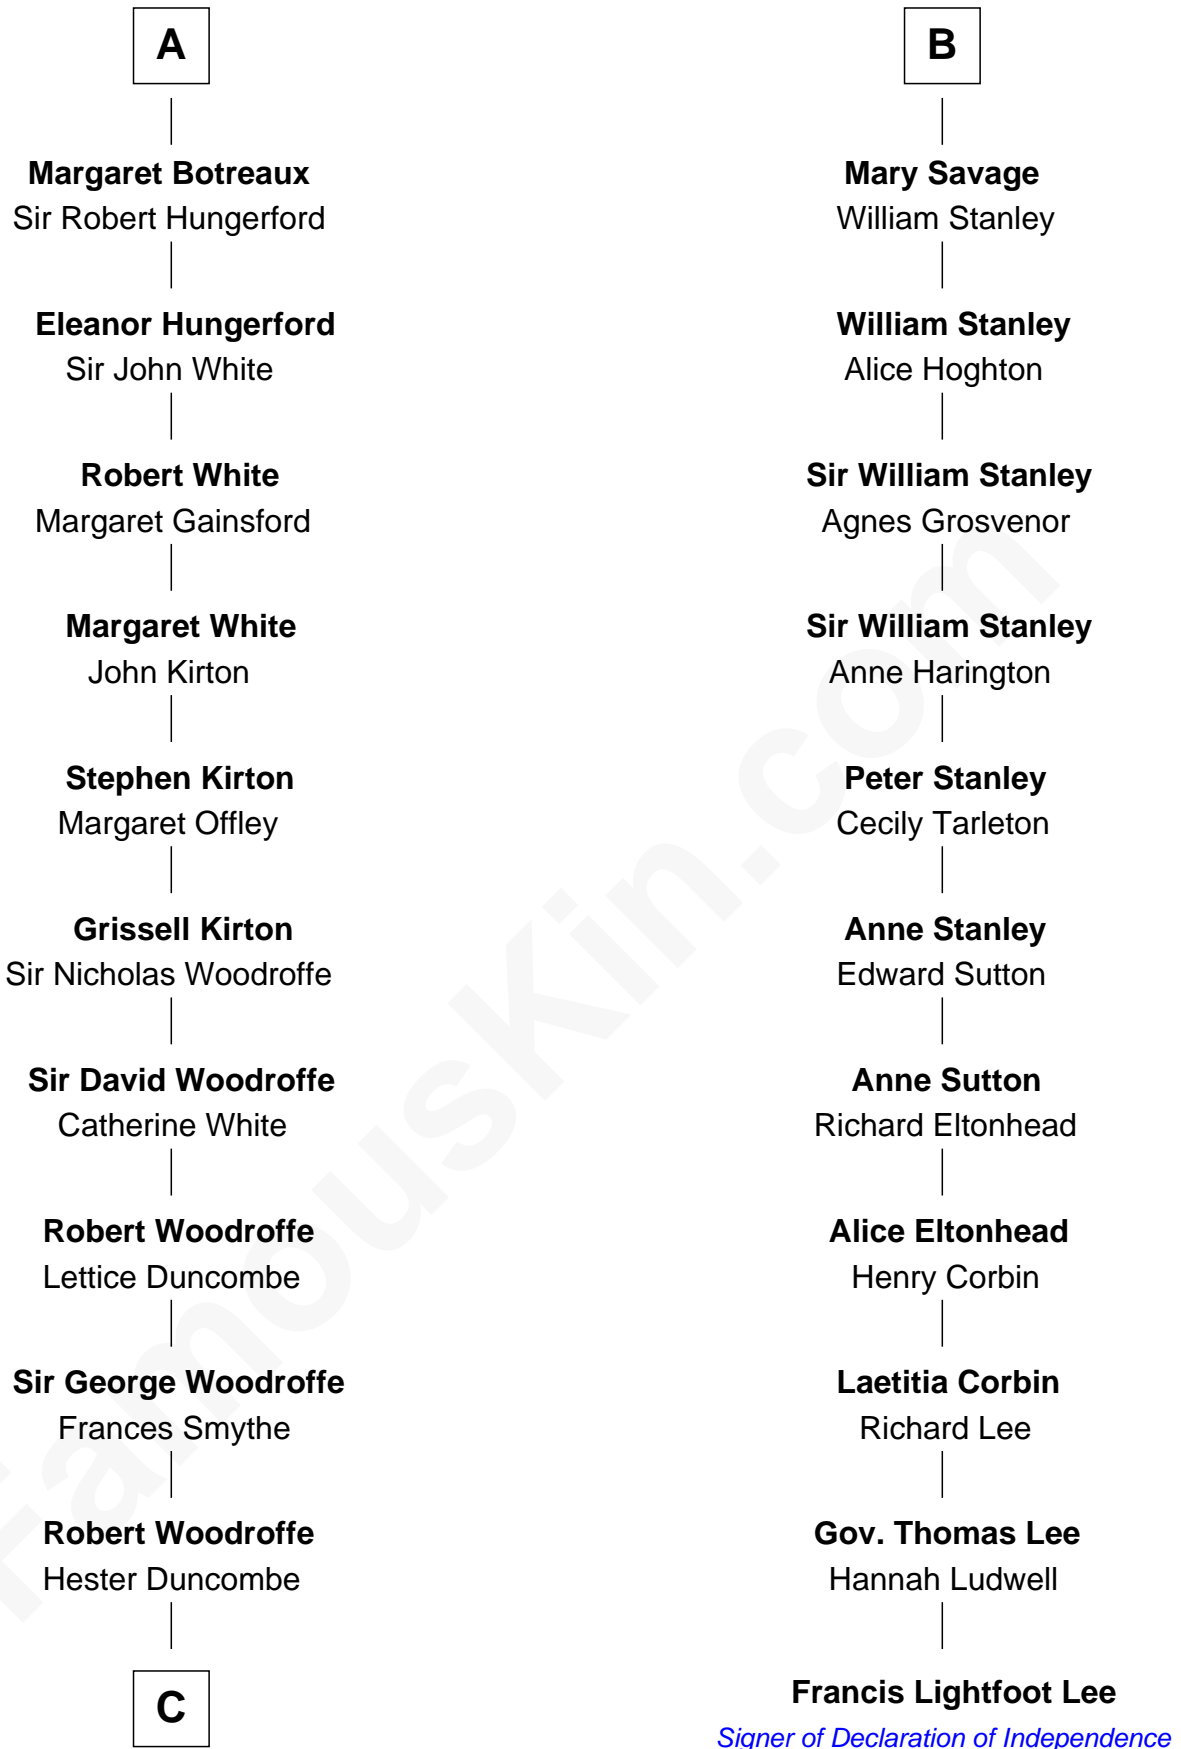 A
Margaret Botreaux
Sir Robert Hungerford
Eleanor Hungerford
Sir John White
Robert White
Margaret Gainsford
Margaret White
John Kirton
Stephen Kirton
Margaret Offley
Grissell Kirton
Sir Nicholas Woodroffe
Sir David Woodroffe
Catherine White
Robert Woodroffe
Lettice Duncombe
Sir George Woodroffe
Frances Smythe
Robert Woodroffe
Hester Duncombe
C
B
Mary Savage
William Stanley
William Stanley
Alice Hoghton
Sir William Stanley
Agnes Grosvenor
Sir William Stanley
Anne Harington
Peter Stanley
Cecily Tarleton
Anne Stanley
Edward Sutton
Anne Sutton
Richard Eltonhead
Alice Eltonhead
Henry Corbin
Laetitia Corbin
Richard Lee
Gov. Thomas Lee
Hannah Ludwell
Francis Lightfoot Lee
Signer of Declaration of Independence
FamousKin.com